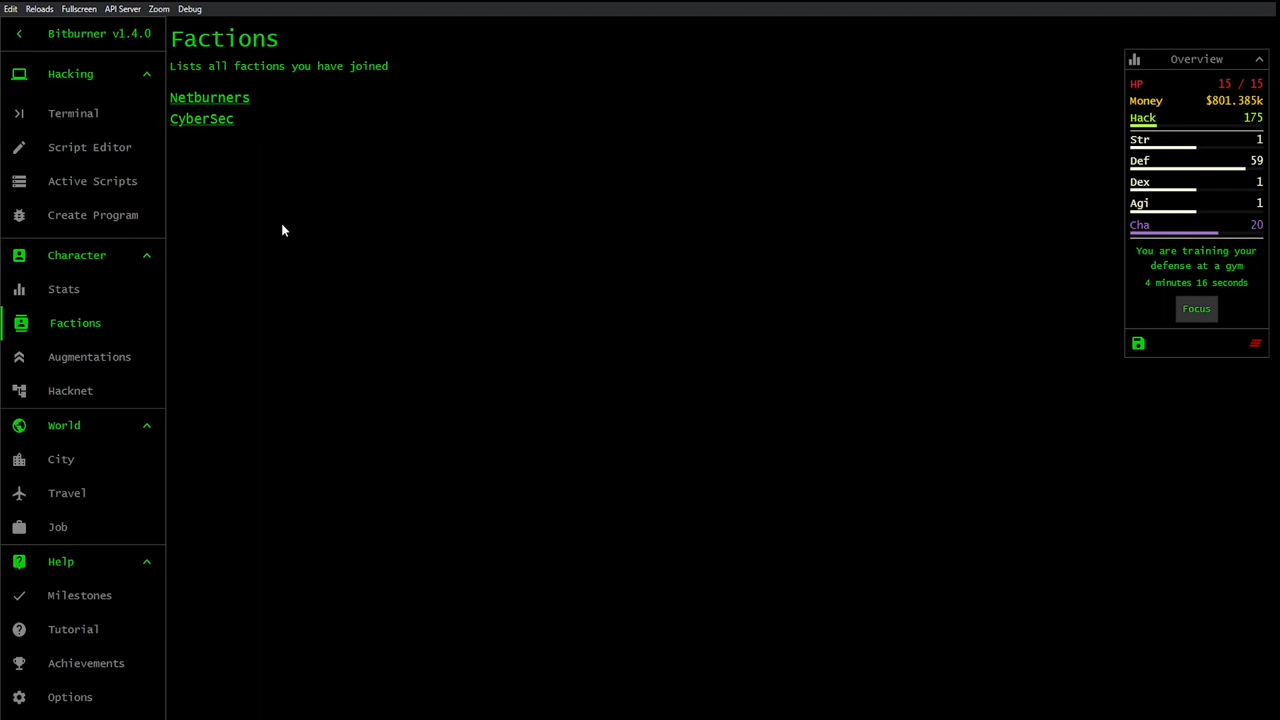 Edit Reloads Fullscreen API Server Zoom Debug
Bitburner v1.4.0
Hacking
Terminal
Script Editor
Active Scripts
Create Program
Character
Stats
Factions
Augmentations
Hacknet
World
City
Travel
Job
Help
Milestones
Tutorial
Achievements
Options
Factions
Lists all factions you have joined
Netburners
CyberSec
Overview
HP 15 / 15
Money $801.385k
Hack 175
Str 1
Def 59
Dex 1
Agi 1
Cha 20
You are training your
defense at a gym
4 minutes 16 seconds
Focus